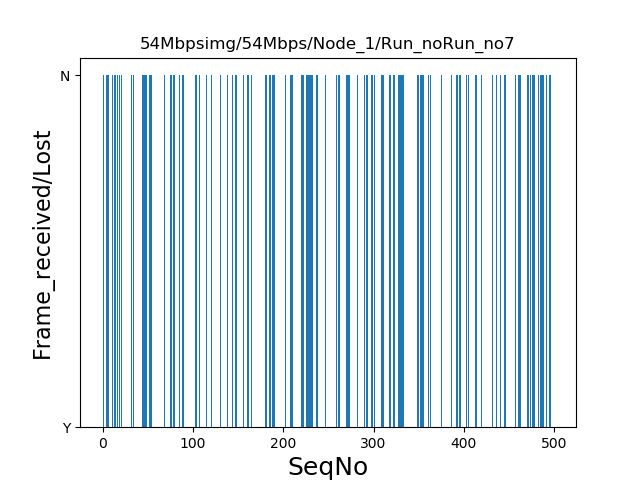 54Mbpsimg/54Mbps/Node_1/Run_noRun_no7
N
Frame_received/Lost
Y
0 100 200 300 400 500
SeqNo